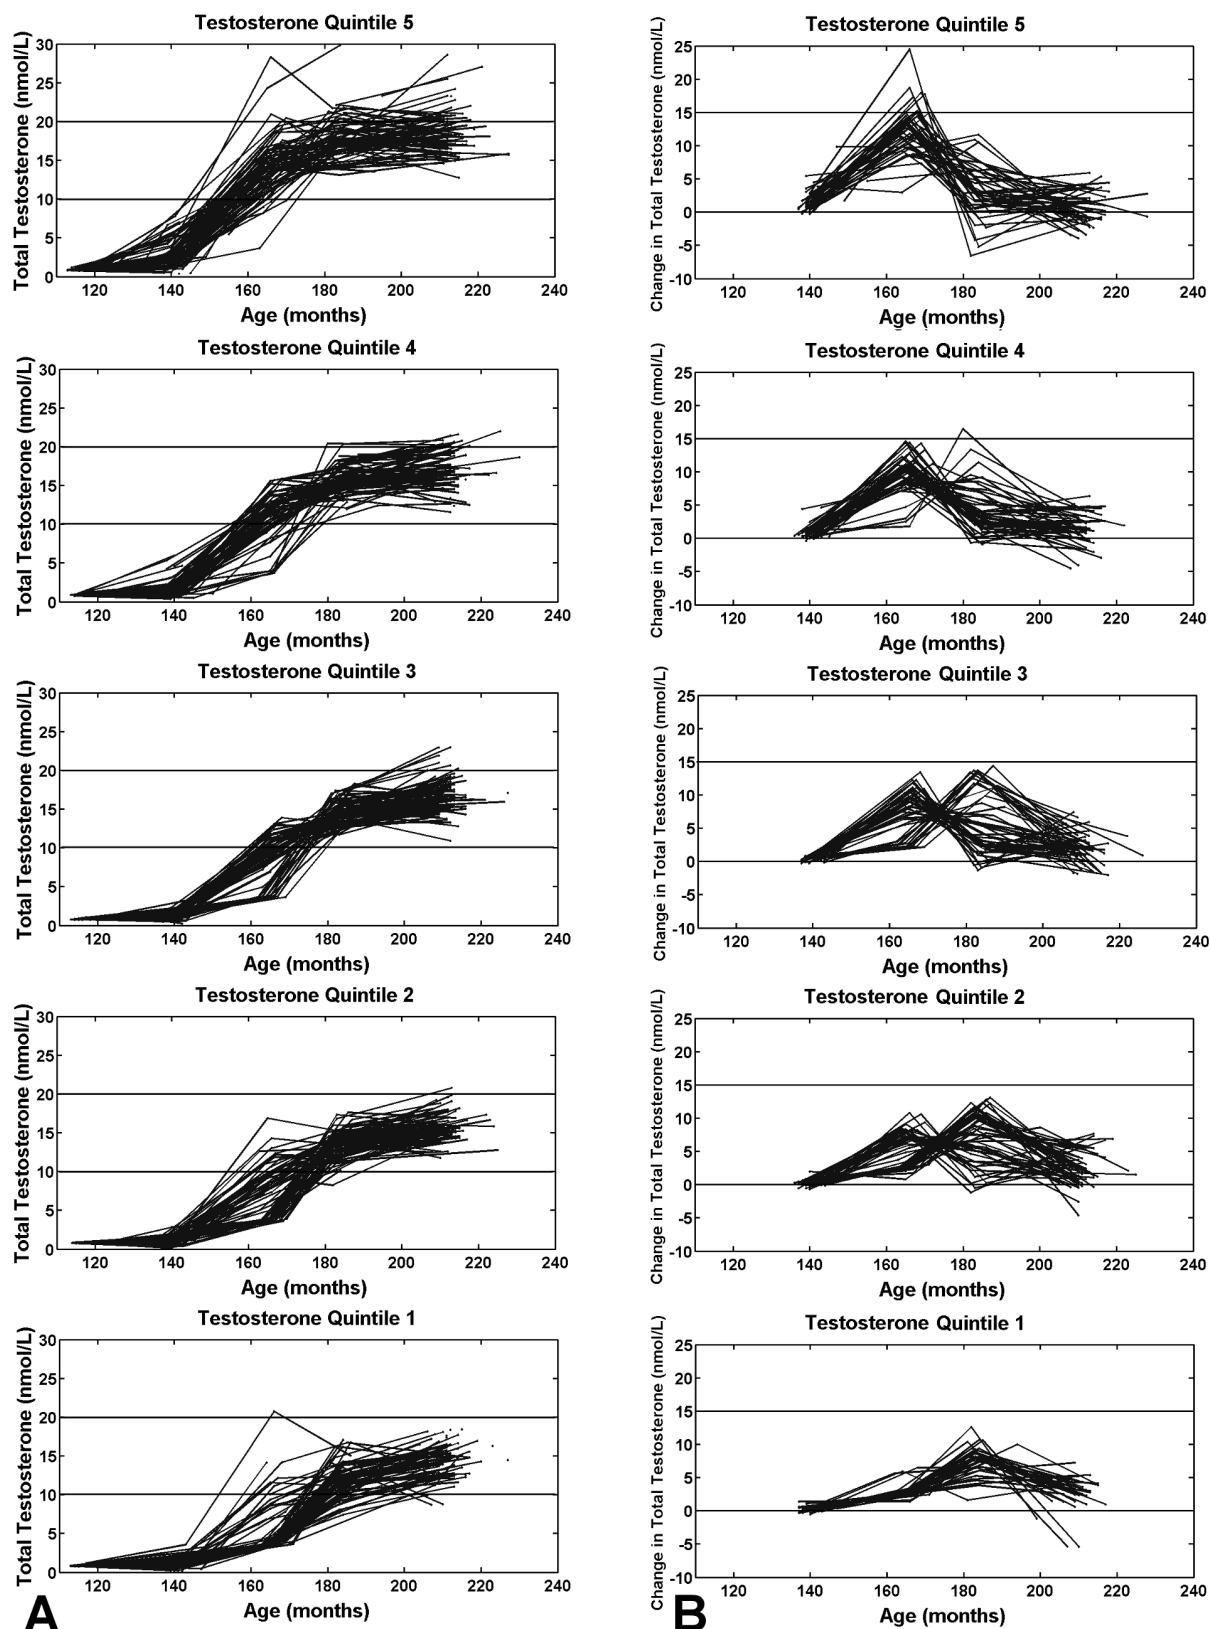 Testosterone Quintile 5
Total Testosterone (nmol/L)
30
25
20
15
10
5
0
120 140 160 180 200 220 240
Age (months)
Testosterone Quintile 4
Total Testosterone (nmol/L)
30
25
20
15
10
5
0
120 140 160 180 200 220 240
Age (months)
Testosterone Quintile 3
Total Testosterone (nmol/L)
30
25
20
15
10
5
0
120 140 160 180 200 220 240
Age (months)
Testosterone Quintile 2
Total Testosterone (nmol/L)
30
25
20
15
10
5
0
120 140 160 180 200 220 240
Age (months)
Testosterone Quintile 1
Total Testosterone (nmol/L)
30
25
20
15
10
5
0
120 140 160 180 200 220 240
Age (months)
A
Testosterone Quintile 5
Change in Total Testosterone (nmol/L)
25
20
15
10
5
0
-5
-10
120 140 160 180 200 220 240
Age (months)
Testosterone Quintile 4
Change in Total Testosterone (nmol/L)
25
20
15
10
5
0
-5
-10
120 140 160 180 200 220 240
Age (months)
Testosterone Quintile 3
Change in Total Testosterone (nmol/L)
25
20
15
10
5
0
-5
-10
120 140 160 180 200 220 240
Age (months)
Testosterone Quintile 2
Change in Total Testosterone (nmol/L)
25
20
15
10
5
0
-5
-10
120 140 160 180 200 220 240
Age (months)
Testosterone Quintile 1
Change in Total Testosterone (nmol/L)
25
20
15
10
5
0
-5
-10
120 140 160 180 200 220 240
Age (months)
B